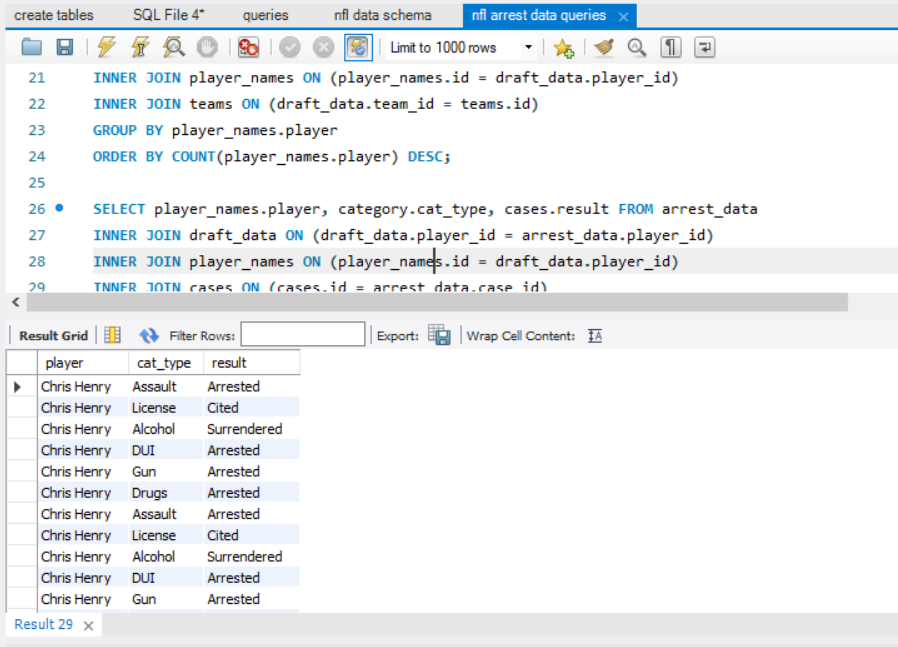 create tables SQL File 4* queries nfl data schema nfl arrest data queries ×
Limit to 1000 rows
21 INNER JOIN player_names ON (player_names.id = draft_data.player_id)
22 INNER JOIN teams ON (draft_data.team_id = teams.id)
23 GROUP BY player_names.player
24 ORDER BY COUNT(player_names.player) DESC;
25
26 SELECT player_names.player, category.cat_type, cases.result FROM arrest_data
27 INNER JOIN draft_data ON (draft_data.player_id = arrest_data.player_id)
28 INNER JOIN player_names ON (player_names.id = draft_data.player_id)
29 INNER JOIN cases ON (cases.id = arrest_data.case_id)
Result Grid Filter Rows: Export: Wrap Cell Content: IA
player cat_type result
Chris Henry Assault Arrested
Chris Henry License Cited
Chris Henry Alcohol Surrendered
Chris Henry DUI Arrested
Chris Henry Gun Arrested
Chris Henry Drugs Arrested
Chris Henry Assault Arrested
Chris Henry License Cited
Chris Henry Alcohol Surrendered
Chris Henry DUI Arrested
Chris Henry Gun Arrested
Result 29 ×